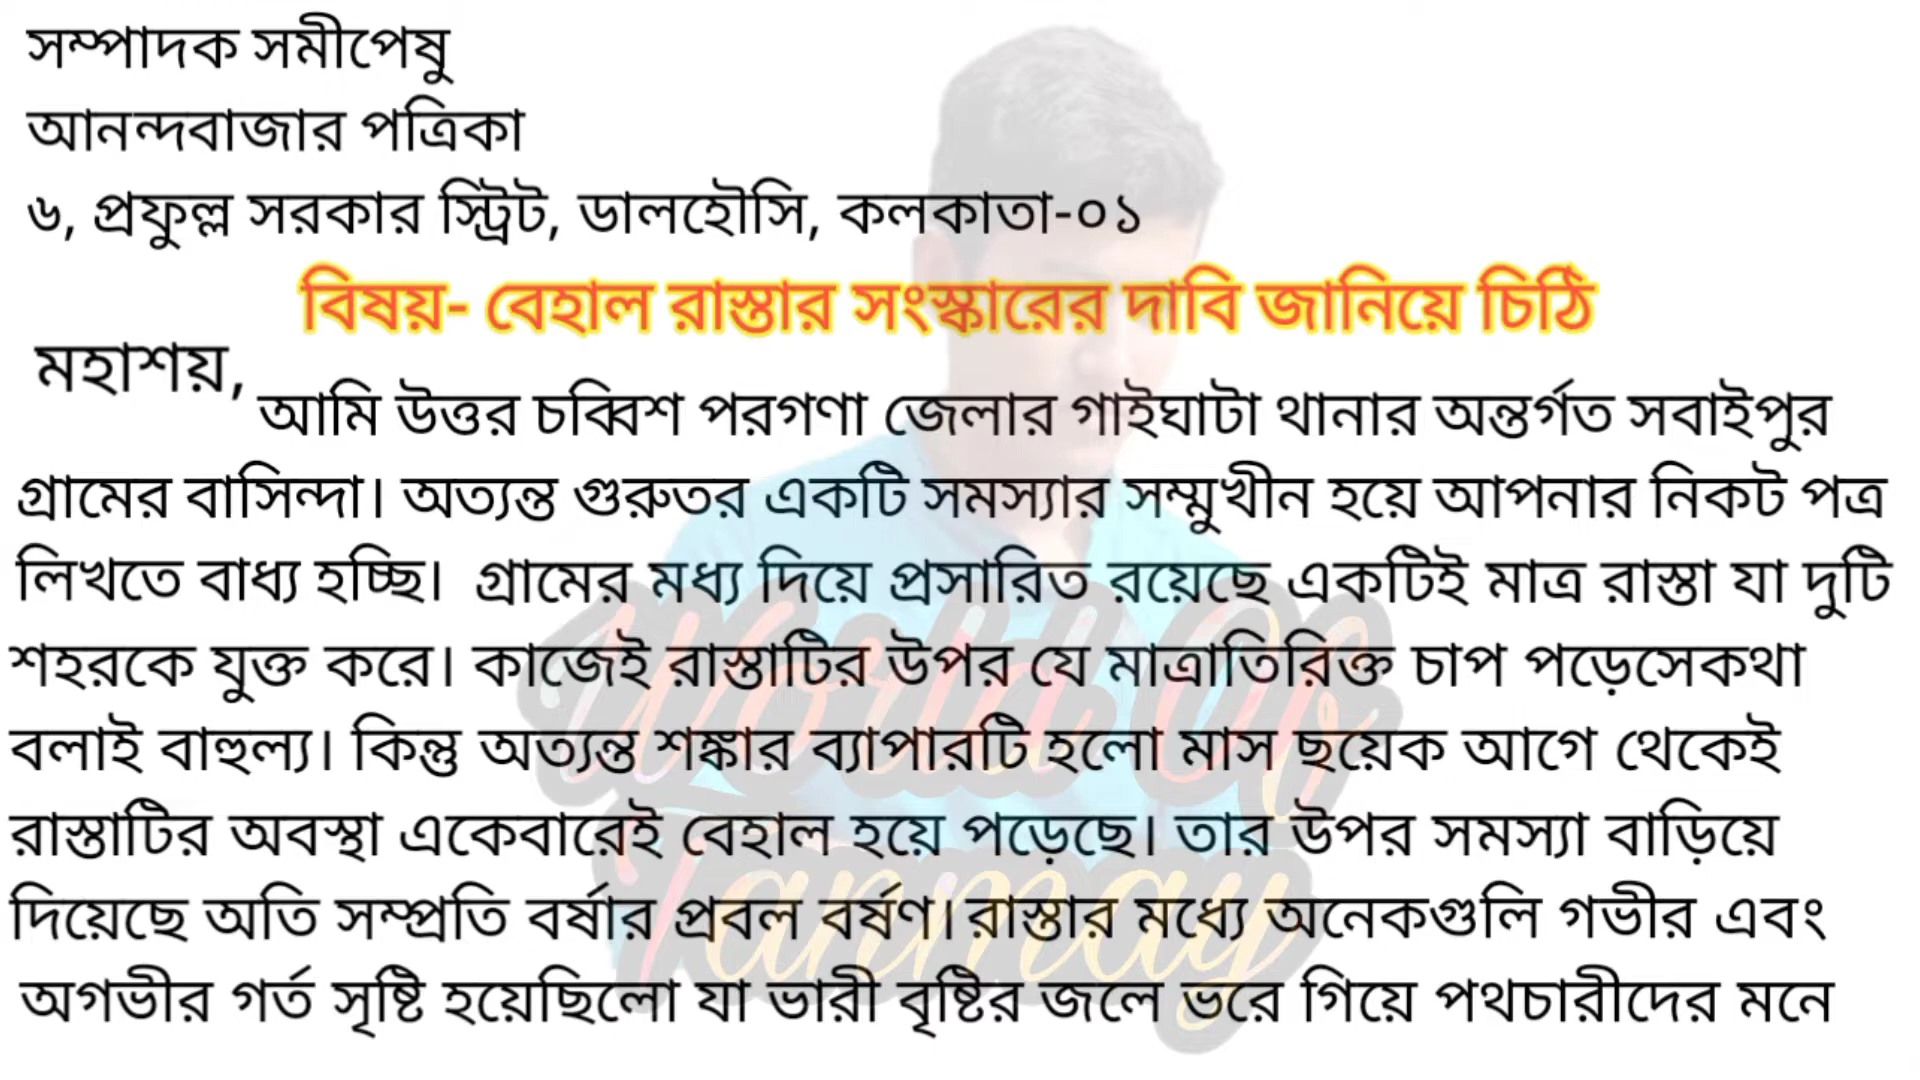 সম্পাদক সমীপেষু
আনন্দবাজার পত্রিকা
৬, প্রফুল্ল সরকার স্ট্রিট, ডালহৌসি, কলকাতা-০১
বিষয়- বেহাল রাস্তার সংস্কারের দাবি জানিয়ে চিঠি
মহাশয়,
আমি উত্তর চব্বিশ পরগণা জেলার গাইঘাটা থানার অন্তর্গত সবাইপুর
গ্রামের বাসিন্দা। অত্যন্ত গুরুতর একটি সমস্যার সম্মুখীন হয়ে আপনার নিকট পত্র
লিখতে বাধ্য হচ্ছি। গ্রামের মধ্য দিয়ে প্রসারিত রয়েছে একটিই মাত্র রাস্তা যা দুটি
শহরকে যুক্ত করে। কাজেই রাস্তাটির উপর যে মাত্রাতিরিক্ত চাপ পড়েসেকথা
বলাই বাহুল্য। কিন্তু অত্যন্ত শঙ্কার ব্যাপারটি হলো মাস ছয়েক আগে থেকেই
রাস্তাটির অবস্থা একেবারেই বেহাল হয়ে পড়েছে। তার উপর সমস্যা বাড়িয়ে
দিয়েছে অতি সম্প্রতি বর্ষার প্রবল বর্ষণ। রাস্তার মধ্যে অনেকগুলি গভীর এবং
অগভীর গর্ত সৃষ্টি হয়েছিলো যা ভারী বৃষ্টির জলে ভরে গিয়ে পথচারীদের মনে
World Of
Tanmay